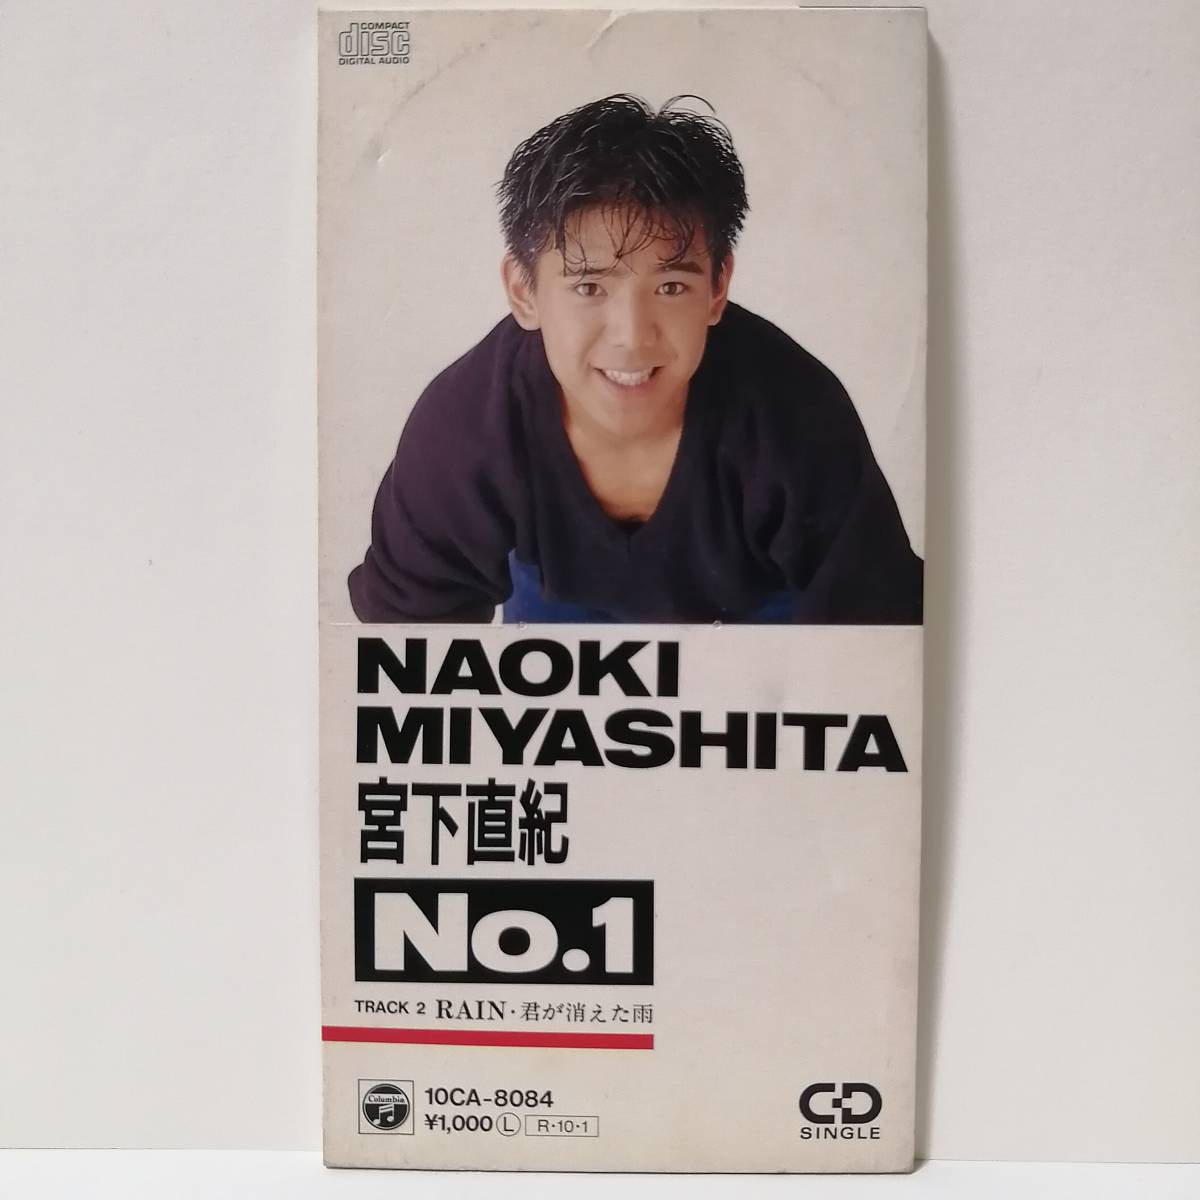 COMPACT
disc
DIGITAL AUDIO
NAOKI
MIYASHITA
宮下直紀
No.1
TRACK 2 RAIN・君が消えた雨
Columbia
10CA-8084
¥1,000 Ⓛ R・10・1
CD
SINGLE